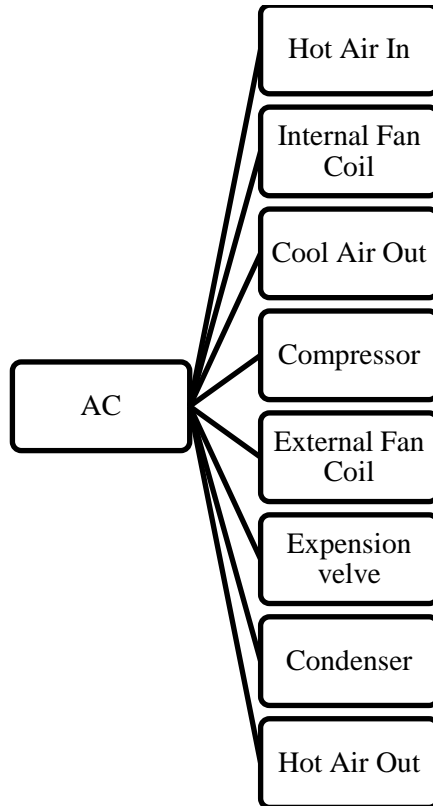 Hot Air In
Internal Fan
Coil
Cool Air Out
Compressor
AC
External Fan
Coil
Expension
velve
Condenser
Hot Air Out